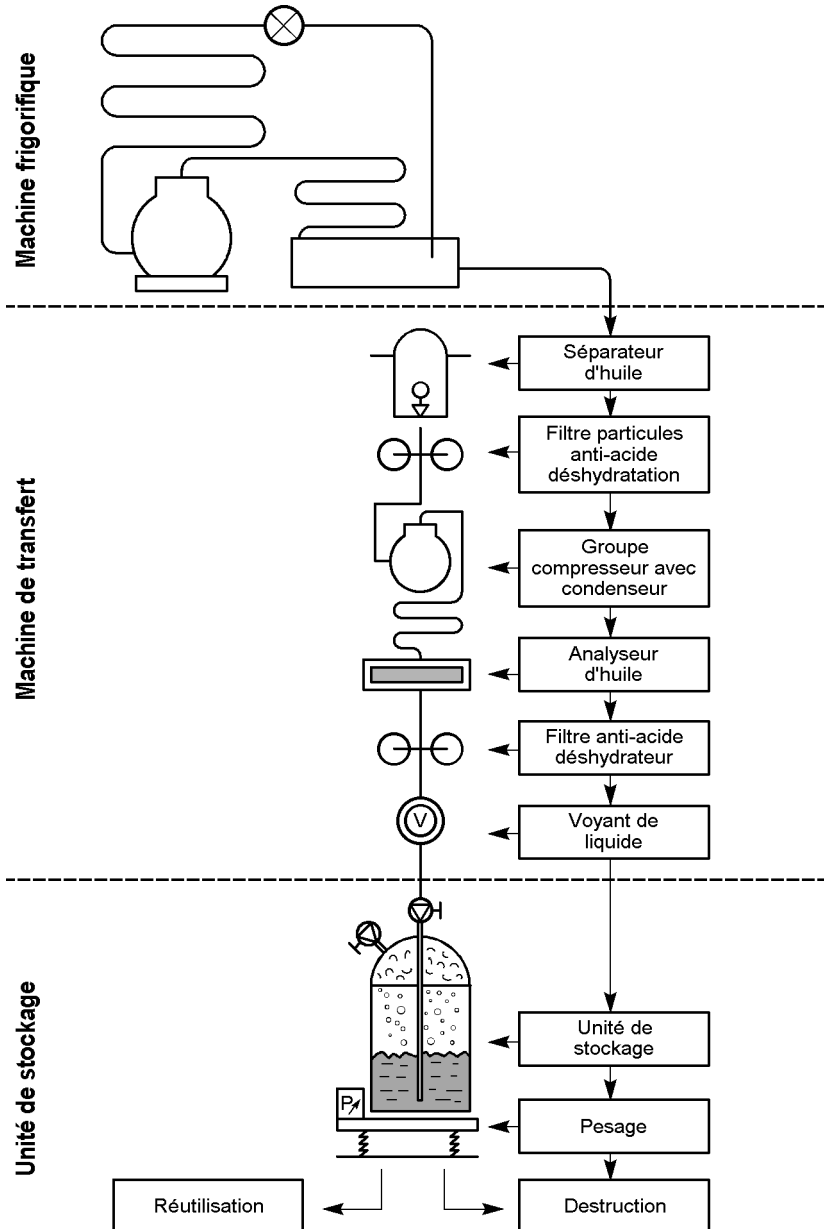 Machine frigorifique
Machine de transfert
Séparateur
d'huile
Filtre particules
anti-acide
déshydratation
Groupe
compresseur avec
condenseur
Analyseur
d'huile
Filtre anti-acide
déshydrateur
V
Voyant de
liquide
Unité de stockage
Unité de
stockage
P
Pesage
Réutilisation
Destruction